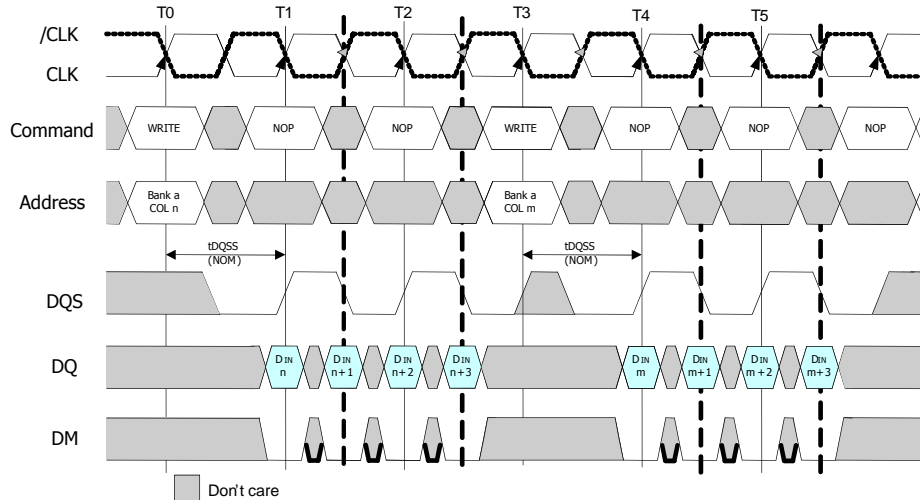 T0 T1 T2 T3 T4 T5
/CLK
CLK
Command WRITE NOP NOP WRITE NOP NOP NOP
Address Bank a Bank a
COL n COL m
tDQSS tDQSS
(NOM) (NOM)
DQS
DQ DIN DIN DIN DIN DIN DIN DIN DIN
n n+1 n+2 n+3 m m+1 m+2 m+3
DM
Don't care